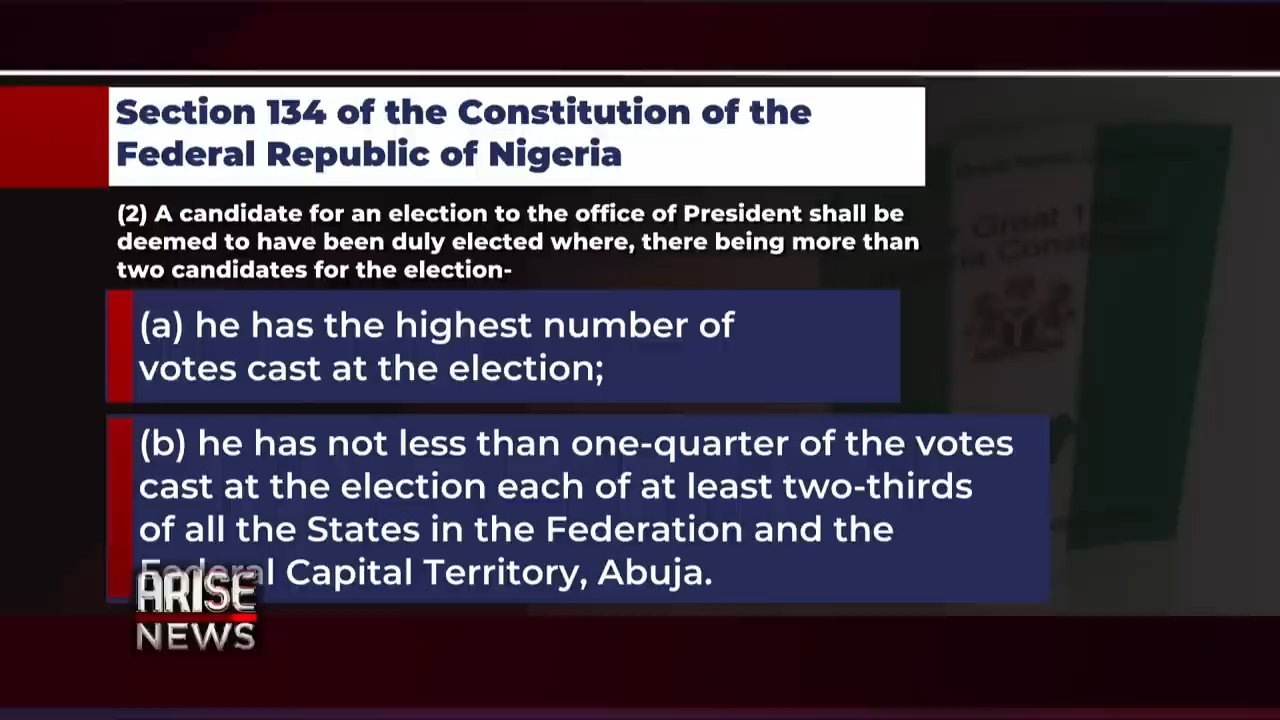 Section 134 of the Constitution of the
Federal Republic of Nigeria
(2) A candidate for an election to the office of President shall be
deemed to have been duly elected where, there being more than
two candidates for the election-
(a) he has the highest number of
votes cast at the election;
(b) he has not less than one-quarter of the votes
cast at the election each of at least two-thirds
of all the States in the Federation and the
Federal Capital Territory, Abuja.
ARISE
NEWS
Great